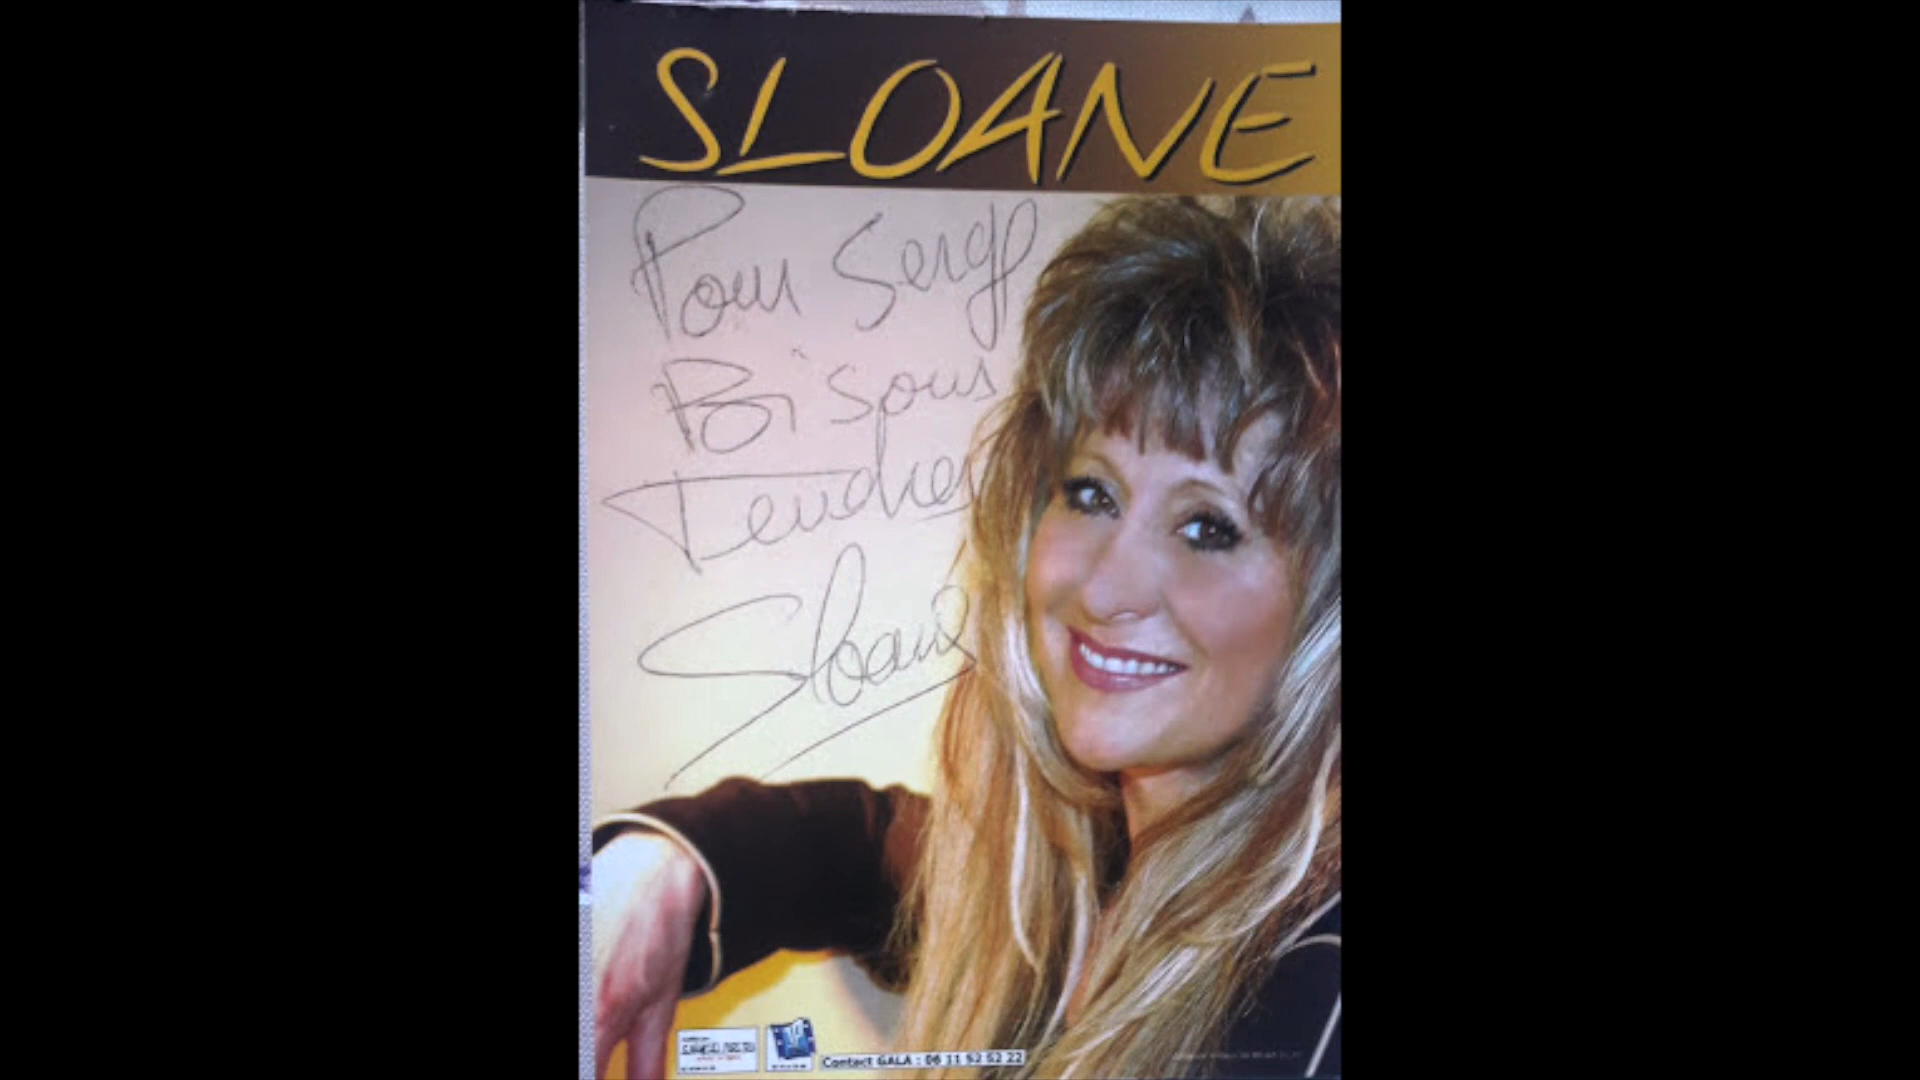 SLOANE
Pour Serge
Bisous
Tendres
Sloane
Contact GALA : 06 11 52 52 22